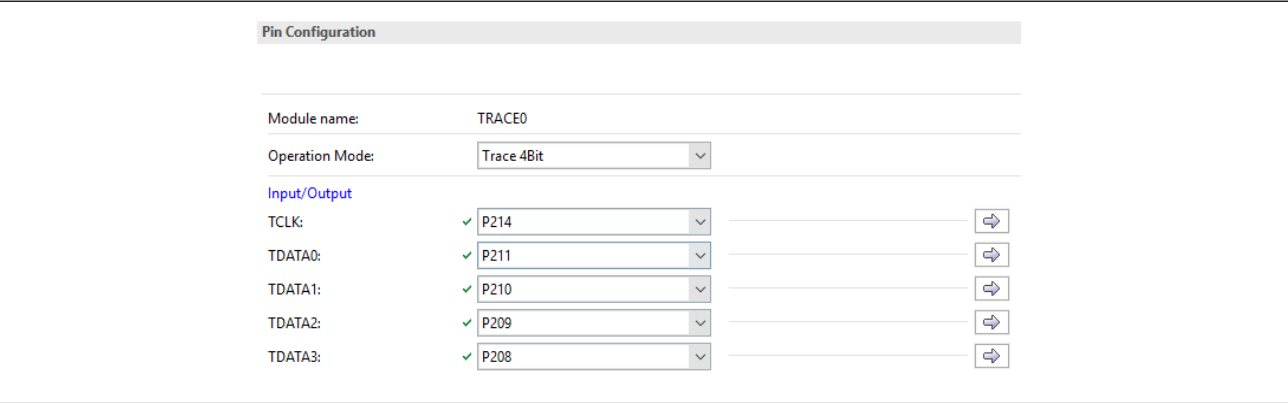 Pin Configuration
Module name: TRACE0
Operation Mode: Trace 4Bit
Input/Output
TCLK: P214
TDATA0: P211
TDATA1: P210
TDATA2: P209
TDATA3: P208